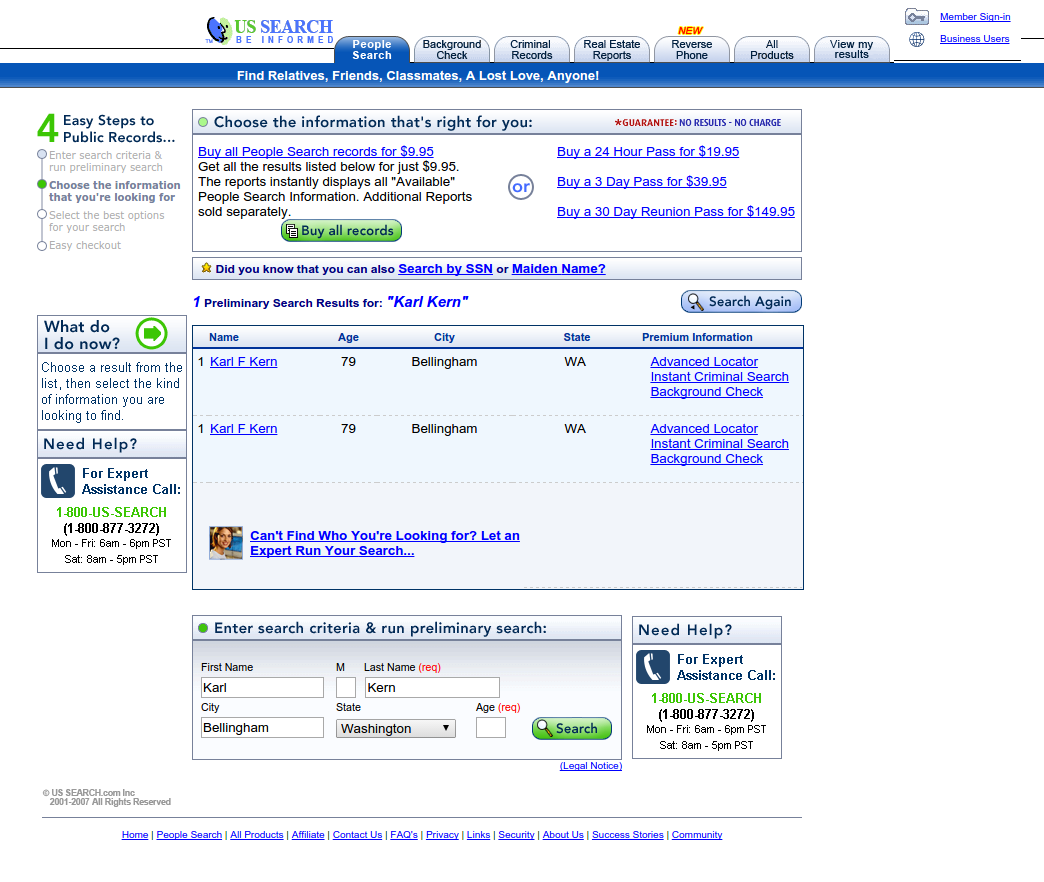 US SEARCH
TM
BE INFORMED
Member Sign-in
Business Users
People
Search
Background
Check
Criminal
Records
Real Estate
Reports
NEW
Reverse
Phone
All
Products
View my
results
Find Relatives, Friends, Classmates, A Lost Love, Anyone!
4 Easy Steps to
Public Records...
Enter search criteria &
run preliminary search
Choose the information
that you're looking for
Select the best options
for your search
Easy checkout
Choose the information that's right for you:
*GUARANTEE: NO RESULTS - NO CHARGE
Buy all People Search records for $9.95
Get all the results listed below for just $9.95.
The reports instantly displays all "Available"
People Search Information. Additional Reports
sold separately.
Buy all records
or
Buy a 24 Hour Pass for $19.95
Buy a 3 Day Pass for $39.95
Buy a 30 Day Reunion Pass for $149.95
Did you know that you can also Search by SSN or Maiden Name?
1 Preliminary Search Results for: "Karl Kern"
Search Again
What do
I do now?
Choose a result from the
list, then select the kind
of information you are
looking to find.
Need Help?
For Expert
Assistance Call:
1-800-US-SEARCH
(1-800-877-3272)
Mon - Fri: 6am - 6pm PST
Sat: 8am - 5pm PST
Name Age City State Premium Information
1 Karl F Kern 79 Bellingham WA Advanced Locator
Instant Criminal Search
Background Check
1 Karl F Kern 79 Bellingham WA Advanced Locator
Instant Criminal Search
Background Check
Can't Find Who You're Looking for? Let an
Expert Run Your Search...
Enter search criteria & run preliminary search:
First Name M Last Name (req)
Karl Kern
City State Age (req)
Bellingham Washington Search
(Legal Notice)
Need Help?
For Expert
Assistance Call:
1-800-US-SEARCH
(1-800-877-3272)
Mon - Fri: 6am - 6pm PST
Sat: 8am - 5pm PST
© US SEARCH.com Inc
2001-2007 All Rights Reserved
Home | People Search | All Products | Affiliate | Contact Us | FAQ's | Privacy | Links | Security | About Us | Success Stories | Community